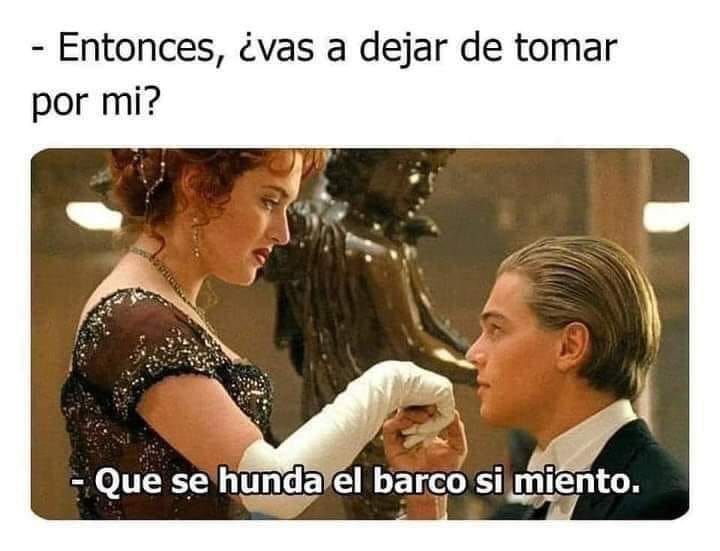 - Entonces, ¿vas a dejar de tomar
por mi?
- Que se hunda el barco si miento.